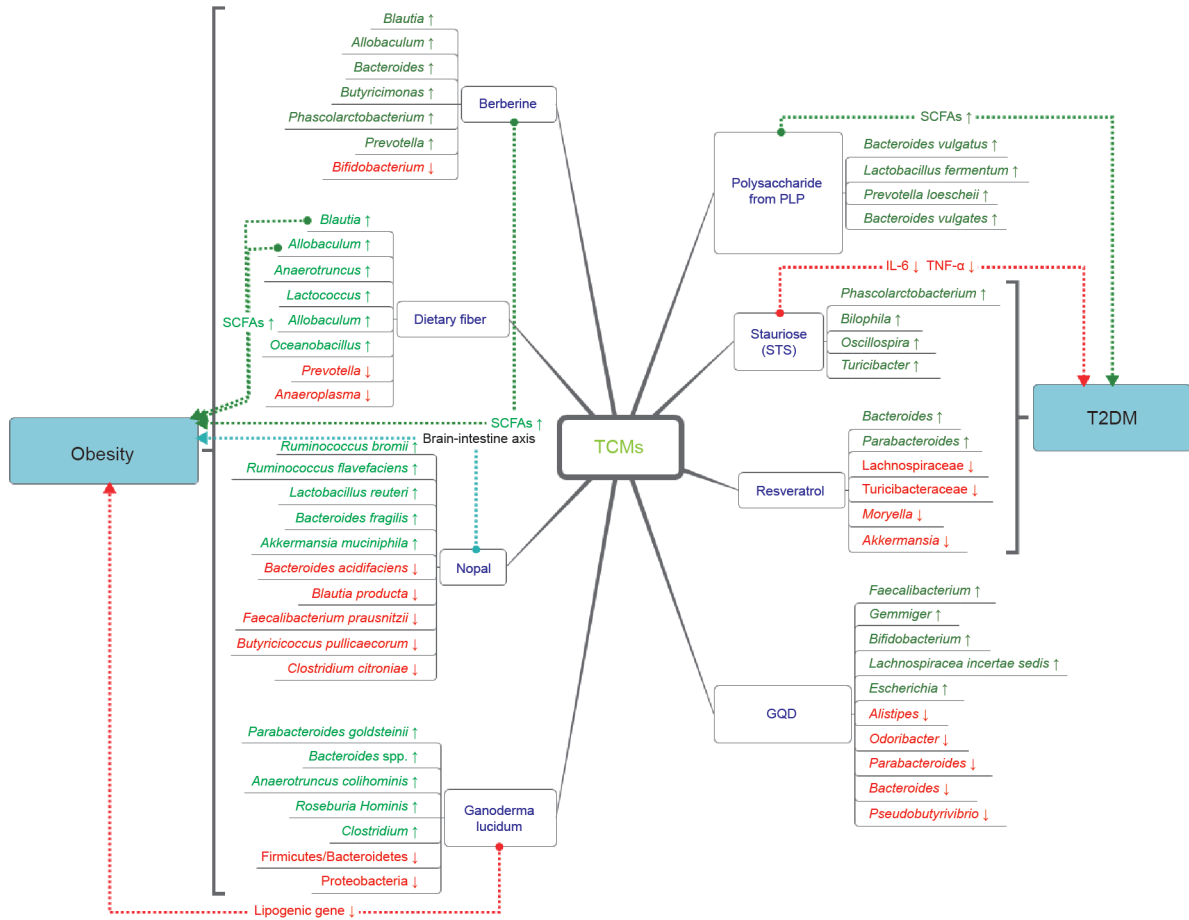 Blautia ↑
Allobaculum ↑
Bacteroides ↑
Butyricimonas ↑
Phascolarctobacterium ↑
Prevotella ↑
Bifidobacterium ↓
Berberine
Blautia ↑
Allobaculum ↑
Anaerotruncus ↑
Lactococcus ↑
Allobaculum ↑
Oceanobacillus ↑
Prevotella ↓
Anaeroplasma ↓
Dietary fiber
SCFAs ↑
SCFAs ↑
Brain-intestine axis
Obesity
Ruminococcus bromii ↑
Ruminococcus flavefaciens ↑
Lactobacillus reuteri ↑
Bacteroides fragilis ↑
Akkermansia muciniphila ↑
Bacteroides acidifaciens ↓
Blautia producta ↓
Faecalibacterium prausnitzii ↓
Butyricicoccus pullicaecorum ↓
Clostridium citroniae ↓
Nopal
Parabacteroides goldsteinii ↑
Bacteroides spp. ↑
Anaerotruncus colihominis ↑
Roseburia Hominis ↑
Clostridium ↑
Firmicutes/Bacteroidetes ↓
Proteobacteria ↓
Ganoderma
lucidum
Lipogenic gene ↓
TCMs
SCFAs ↑
Polysaccharide
from PLP
Bacteroides vulgatus ↑
Lactobacillus fermentum ↑
Prevotella loescheii ↑
Bacteroides vulgates ↑
IL-6 ↓ TNF-α ↓
Stauriose
(STS)
Phascolarctobacterium ↑
Bilophila ↑
Oscillospira ↑
Turicibacter ↑
T2DM
Resveratrol
Bacteroides ↑
Parabacteroides ↑
Lachnospiraceae ↓
Turicibacteraceae ↓
Moryella ↓
Akkermansia ↓
GQD
Faecalibacterium ↑
Gemmiger ↑
Bifidobacterium ↑
Lachnospiracea incertae sedis ↑
Escherichia ↑
Alistipes ↓
Odoribacter ↓
Parabacteroides ↓
Bacteroides ↓
Pseudobutyrivibrio ↓